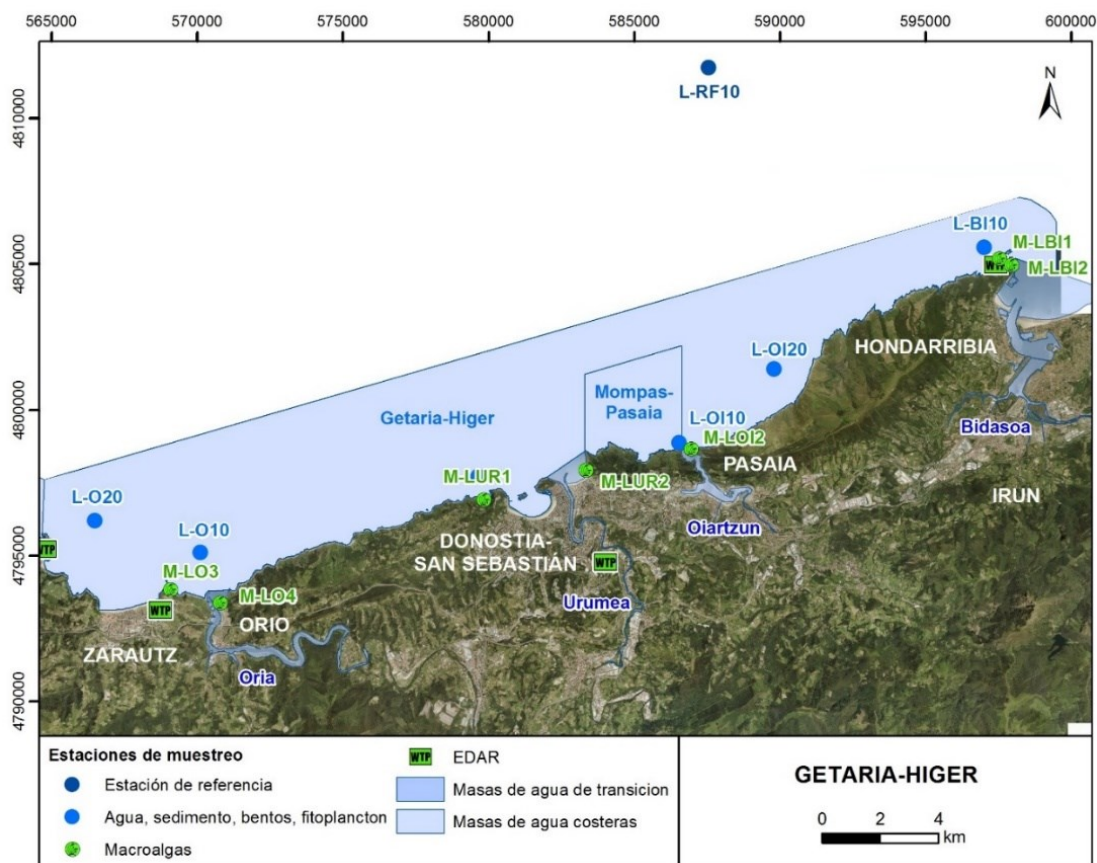 565000 570000 575000 580000 585000 590000 595000 600000
4810000
4805000
4800000
4795000
4790000
N
L-RF10
L-BI10
M-LBI1
WTP
M-LBI2
HONDARRIBIA
L-OI20
Mompas-
Pasaia
Getaria-Higer
L-OI10
M-LOI2
PASAIA
Bidasoa
IRUN
M-LUR1
M-LUR2
Oiartzun
L-O20
L-O10
DONOSTIA-
SAN SEBASTIÁN
WTP
WTP
M-LO3
M-LO4
WTP
Urumea
ORIO
ZARAUTZ
Oria
Estaciones de muestreo
Estación de referencia
Agua, sedimento, bentos, fitoplancton
Macroalgas
WTP EDAR
Masas de agua de transicion
Masas de agua costeras
GETARIA-HIGER
0 2 4
km